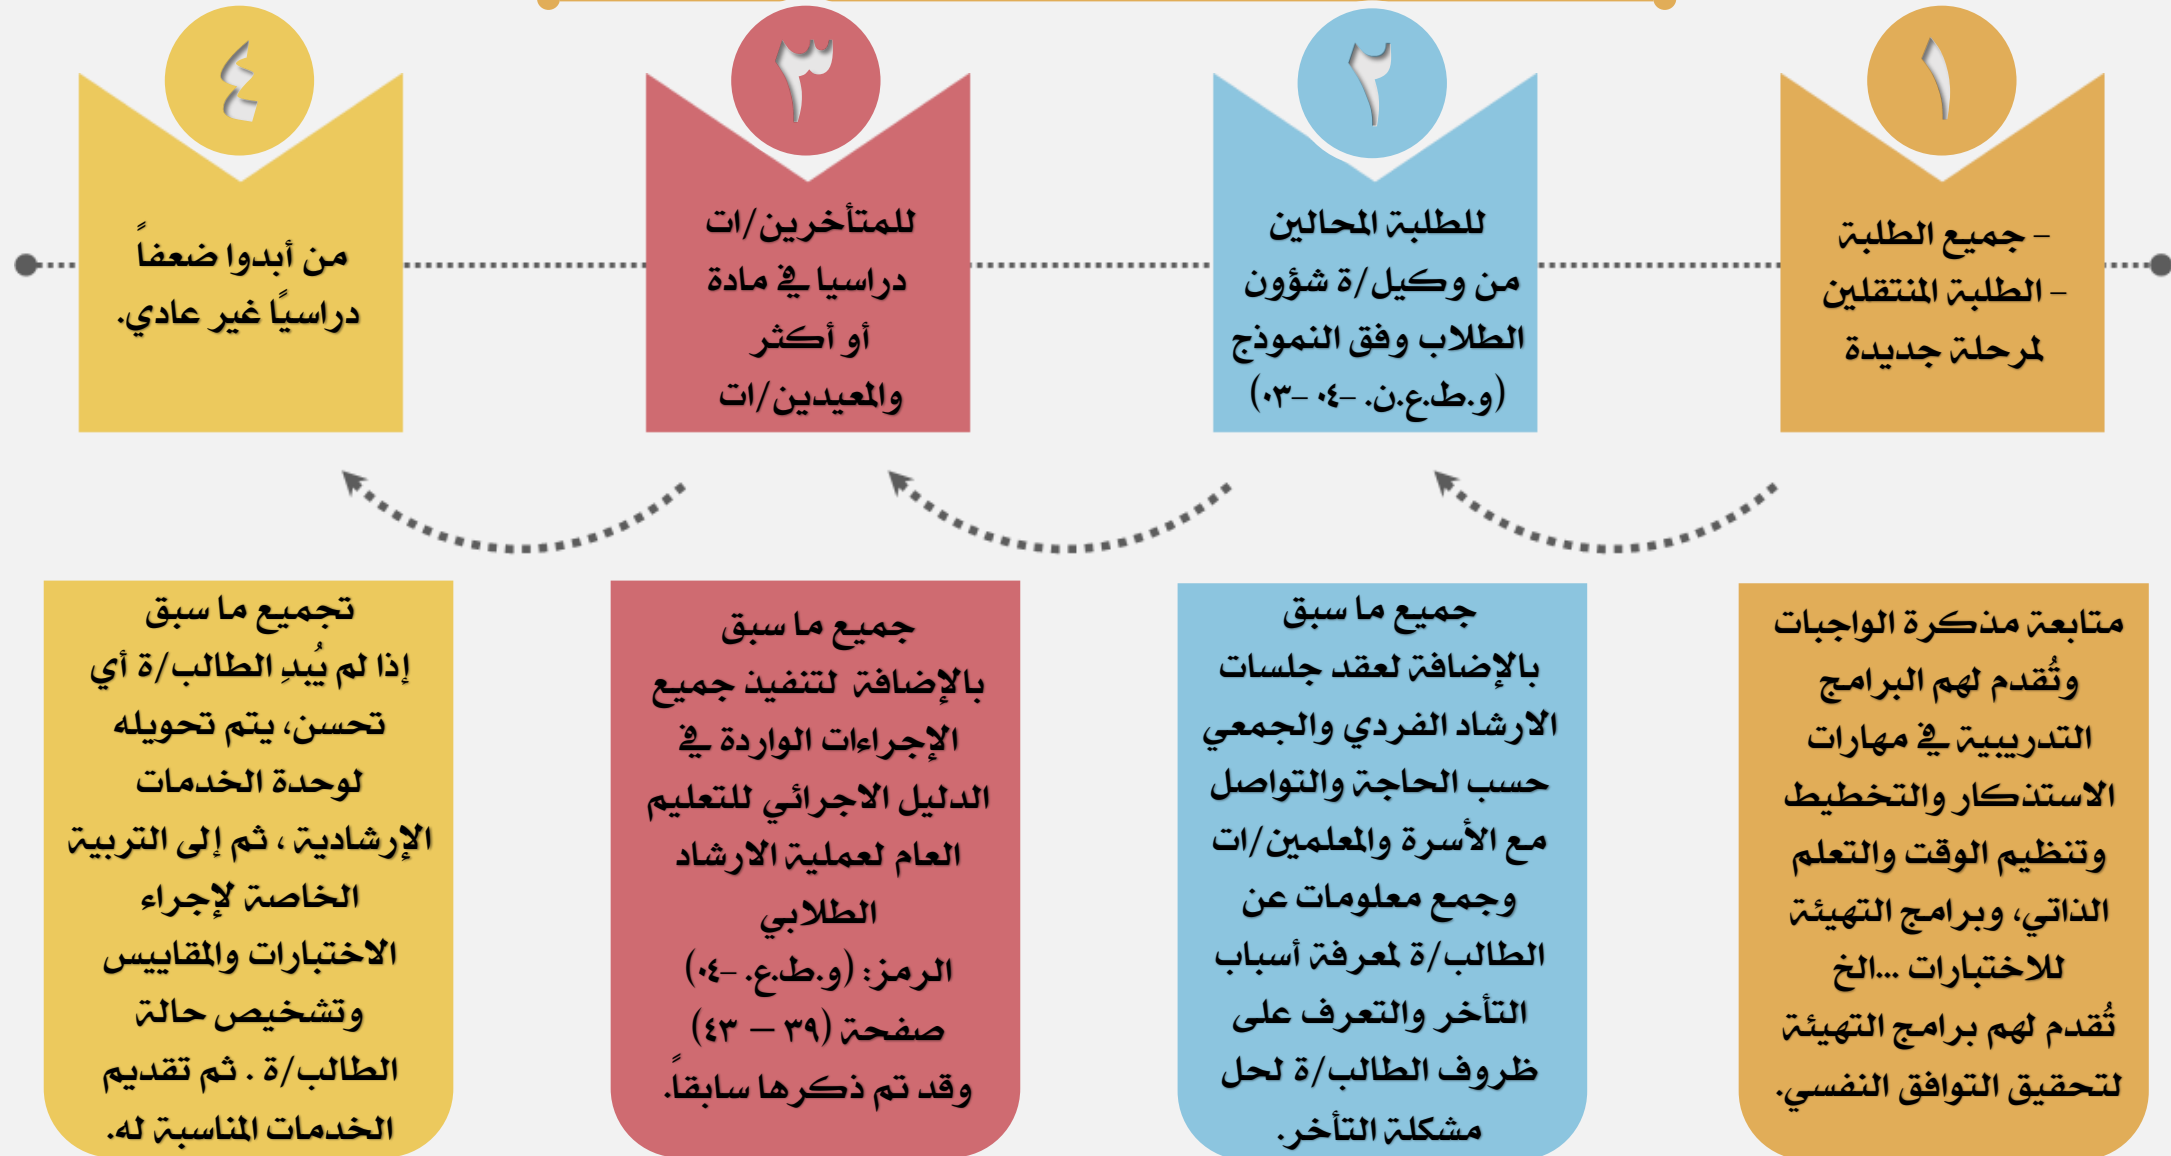 ١
– جميع الطلبة
– الطلبة المنتقلين
لمرحلة جديدة
٢
للطلبة المحالين
من وكيل/ة شؤون
الطلاب وفق النموذج
(و.ط.ع.ن. -٠٤ -٠٣)
٣
للمتأخرين/ات
دراسيا في مادة
أو أكثر
والمعيدين/ات
٤
من أبدوا ضعفاً
دراسيًا غير عادي.
متابعة مذكرة الواجبات
وتُقدم لهم البرامج
التدريبية في مهارات
الاستذكار والتخطيط
وتنظيم الوقت والتعلم
الذاتي، وبرامج التهيئة
للاختبارات ...الخ
تُقدم لهم برامج التهيئة
لتحقيق التوافق النفسي.
جميع ما سبق
بالإضافة لعقد جلسات
الارشاد الفردي والجمعي
حسب الحاجة والتواصل
مع الأسرة والمعلمين/ات
وجمع معلومات عن
الطالب/ة لمعرفة أسباب
التأخر والتعرف على
ظروف الطالب/ة لحل
مشكلة التأخر.
جميع ما سبق
بالإضافة لتنفيذ جميع
الإجراءات الواردة في
الدليل الاجرائي للتعليم
العام لعملية الارشاد
الطلابي
الرمز: (و.ط.ع. -٠٤)
صفحة (٣٩ – ٤٣)
وقد تم ذكرها سابقاً.
تجميع ما سبق
إذا لم يُبدِ الطالب/ة أي
تحسن، يتم تحويله
لوحدة الخدمات
الإرشادية ، ثم إلى التربية
الخاصة لإجراء
الاختبارات والمقاييس
وتشخيص حالة
الطالب/ة . ثم تقديم
الخدمات المناسبة له.